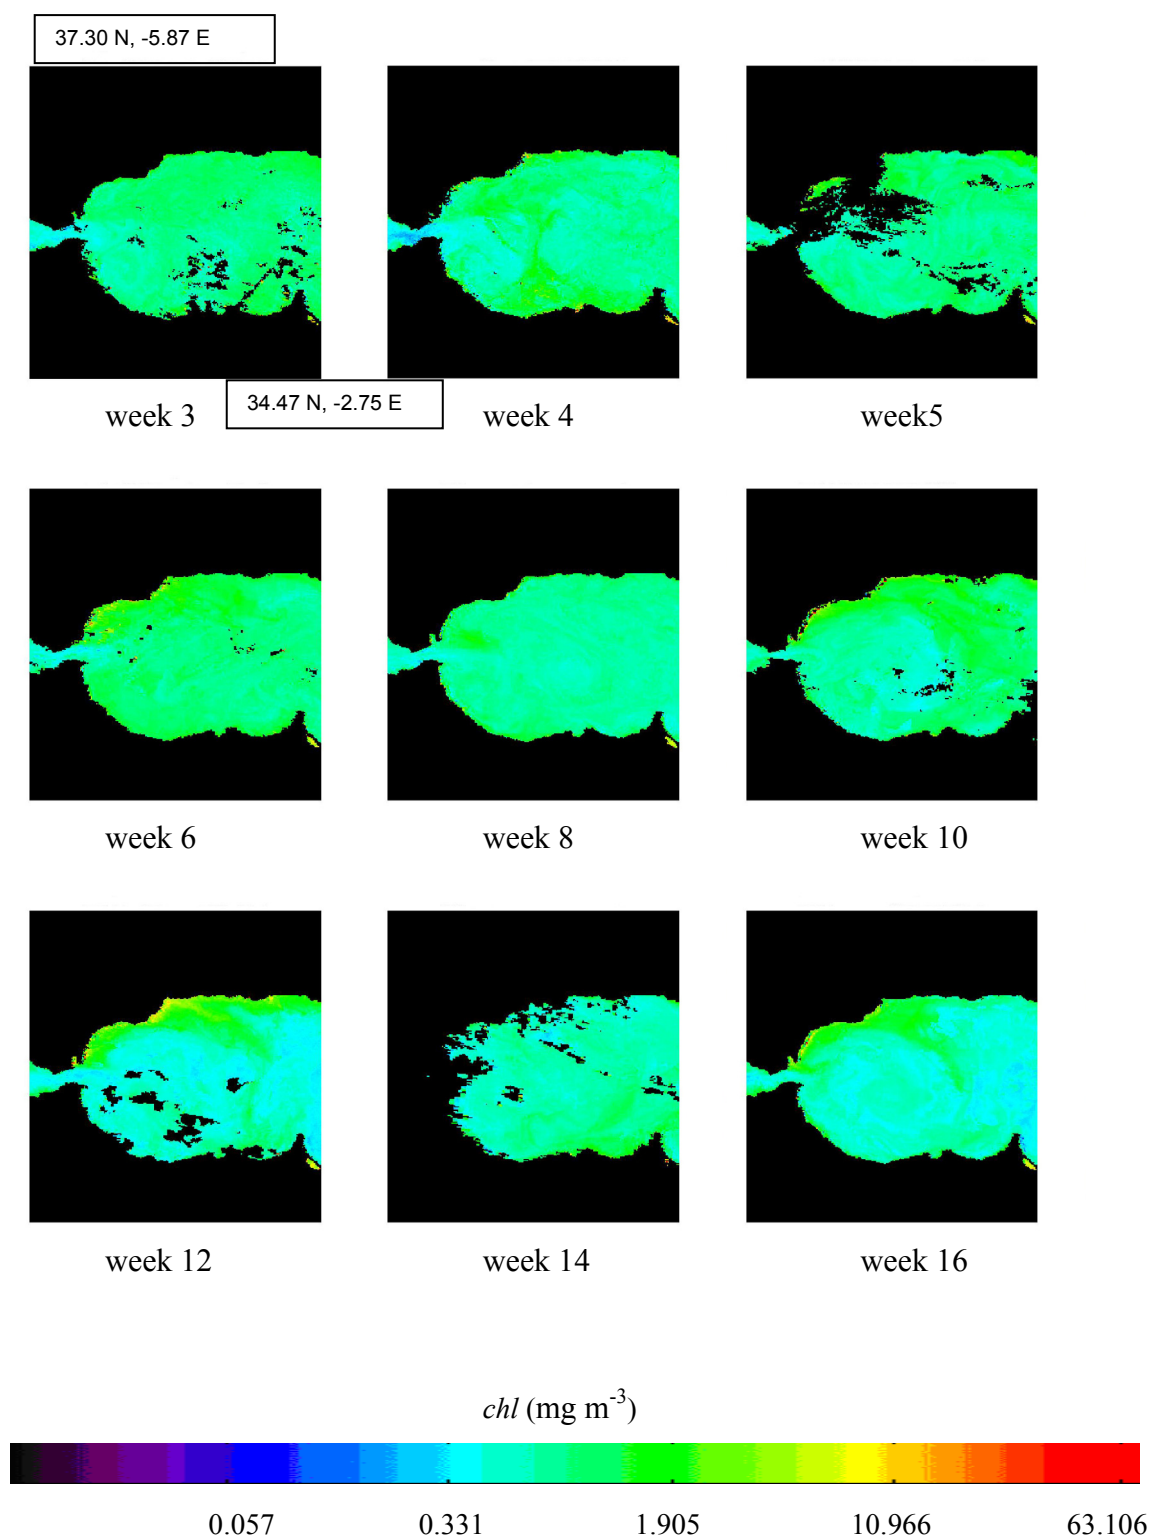 37.30 N, -5.87 E
34.47 N, -2.75 E
week 3
week 4
week5
week 6
week 8
week 10
week 12
week 14
week 16
chl (mg m-3)
0.057 0.331 1.905 10.966 63.106